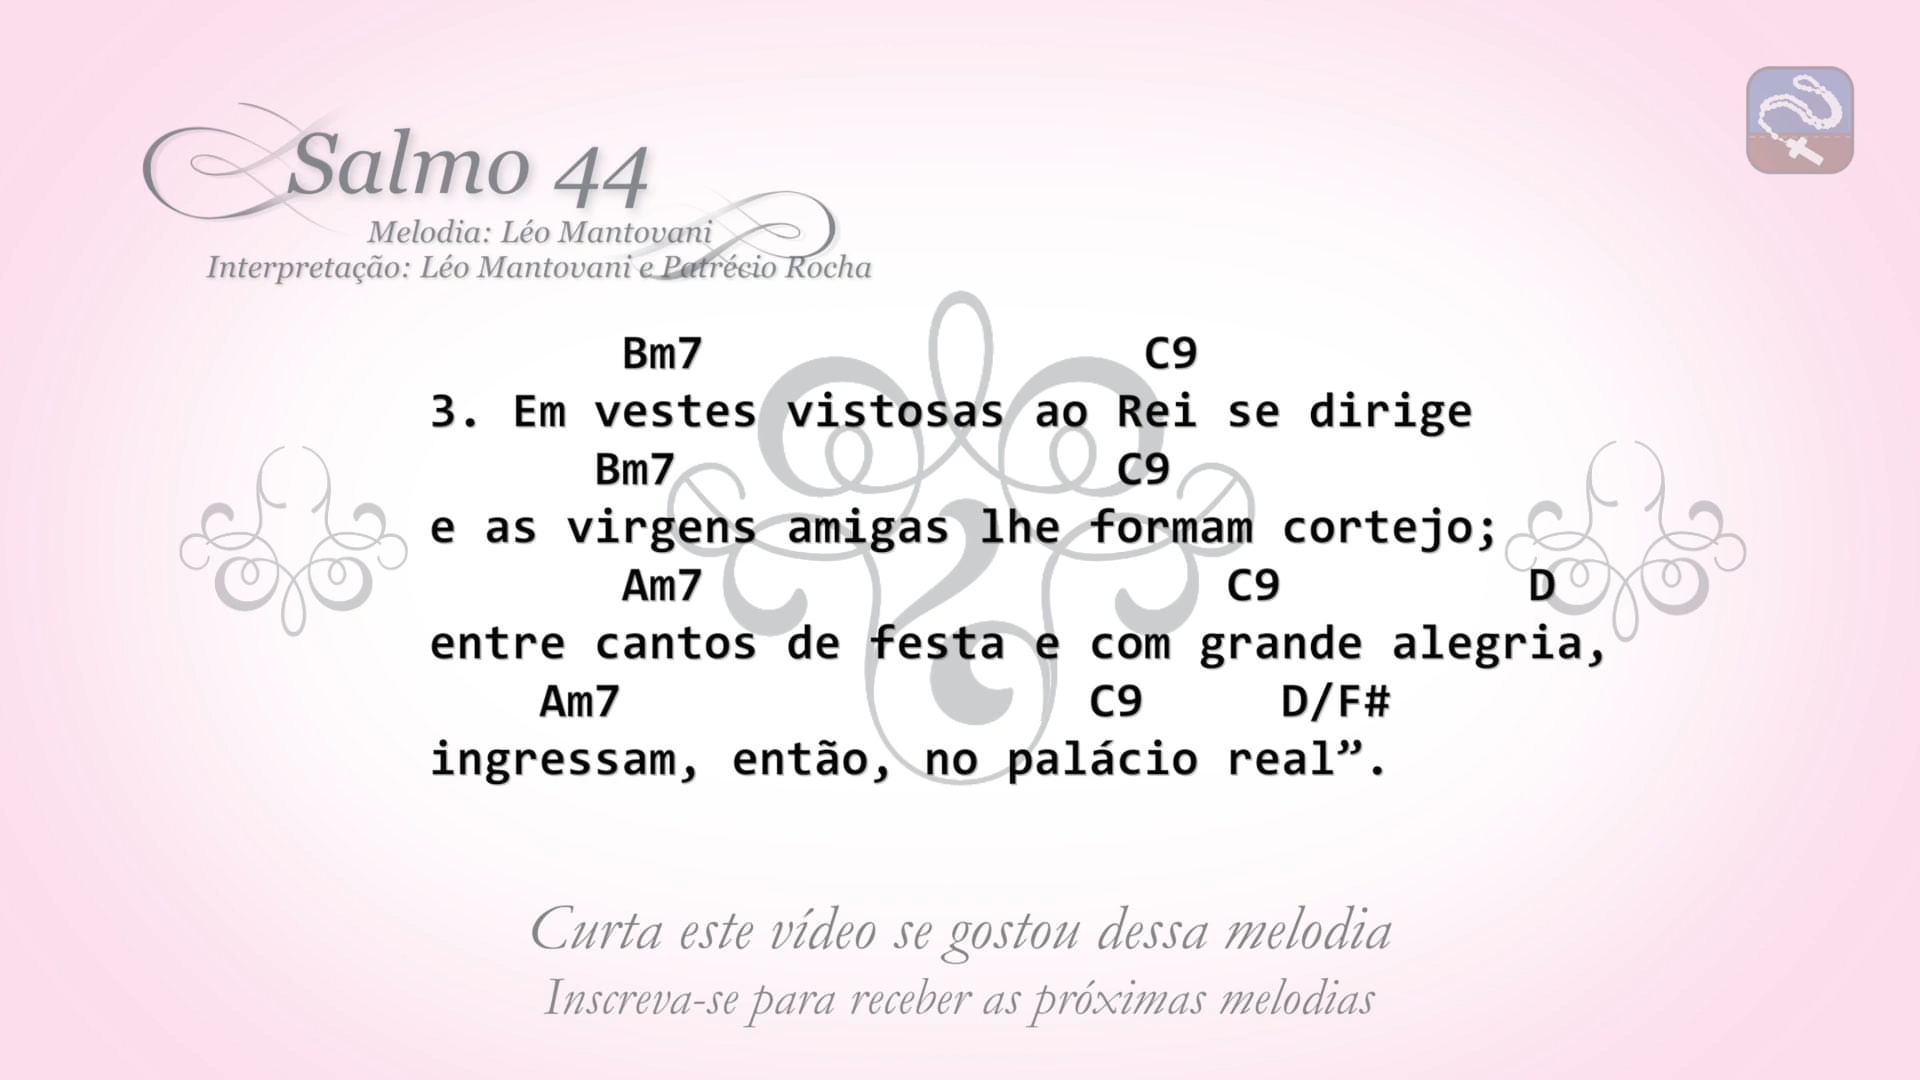 Salmo 44
Melodia: Léo Mantovani
Interpretação: Léo Mantovani e Patrécio Rocha
Bm7 C9
3. Em vestes vistosas ao Rei se dirige
Bm7 C9
e as virgens amigas lhe formam cortejo;
Am7 C9 D
entre cantos de festa e com grande alegria,
Am7 C9 D/F#
ingressam, então, no palácio real”.
Curta este vídeo se gostou dessa melodia
Inscreva-se para receber as próximas melodias